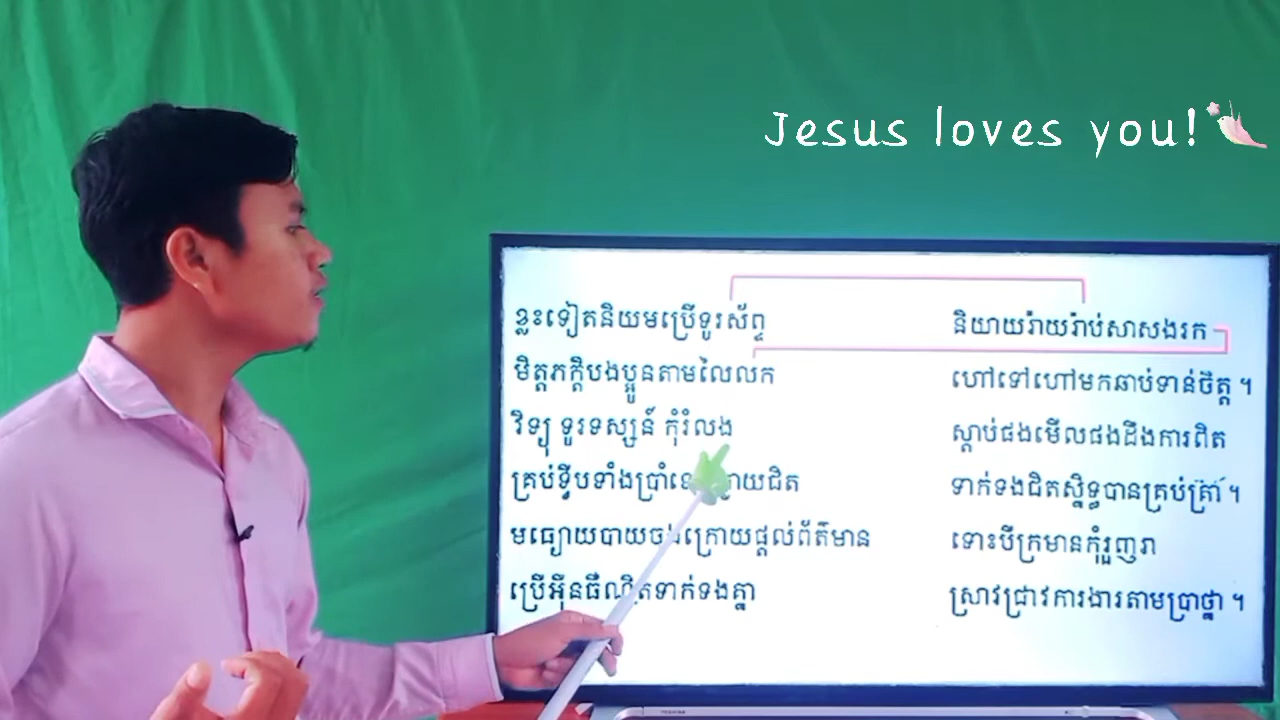 Jesus loves you!
ខ្លះទៀតនិយមប្រើទូរស័ព្ទ និយាយរ៉ាយរ៉ាប់សាសងរក
មិត្តភក្តិបងប្អូនតាមលៃលក ហៅទៅហៅមកឆាប់ទាន់ចិត្ត ។
វិទ្យុ ទូរទស្សន៍ កុំរំលង ស្តាប់ផងមើលផងដឹងការពិត
គ្រប់ទ្វីបទាំងប្រាំ ជិត ទាក់ទងជិតស្និទ្ធបានគ្រប់គ្រា ។
មធ្យោបាយចុងក្រោយផ្តល់ព័ត៌មាន ទោះបីក្រមានកុំរួញរា
ប្រើអ៊ីនធឺណិតទាក់ទងគ្នា ស្រាវជ្រាវការងារតាមប្រាថ្នា ។